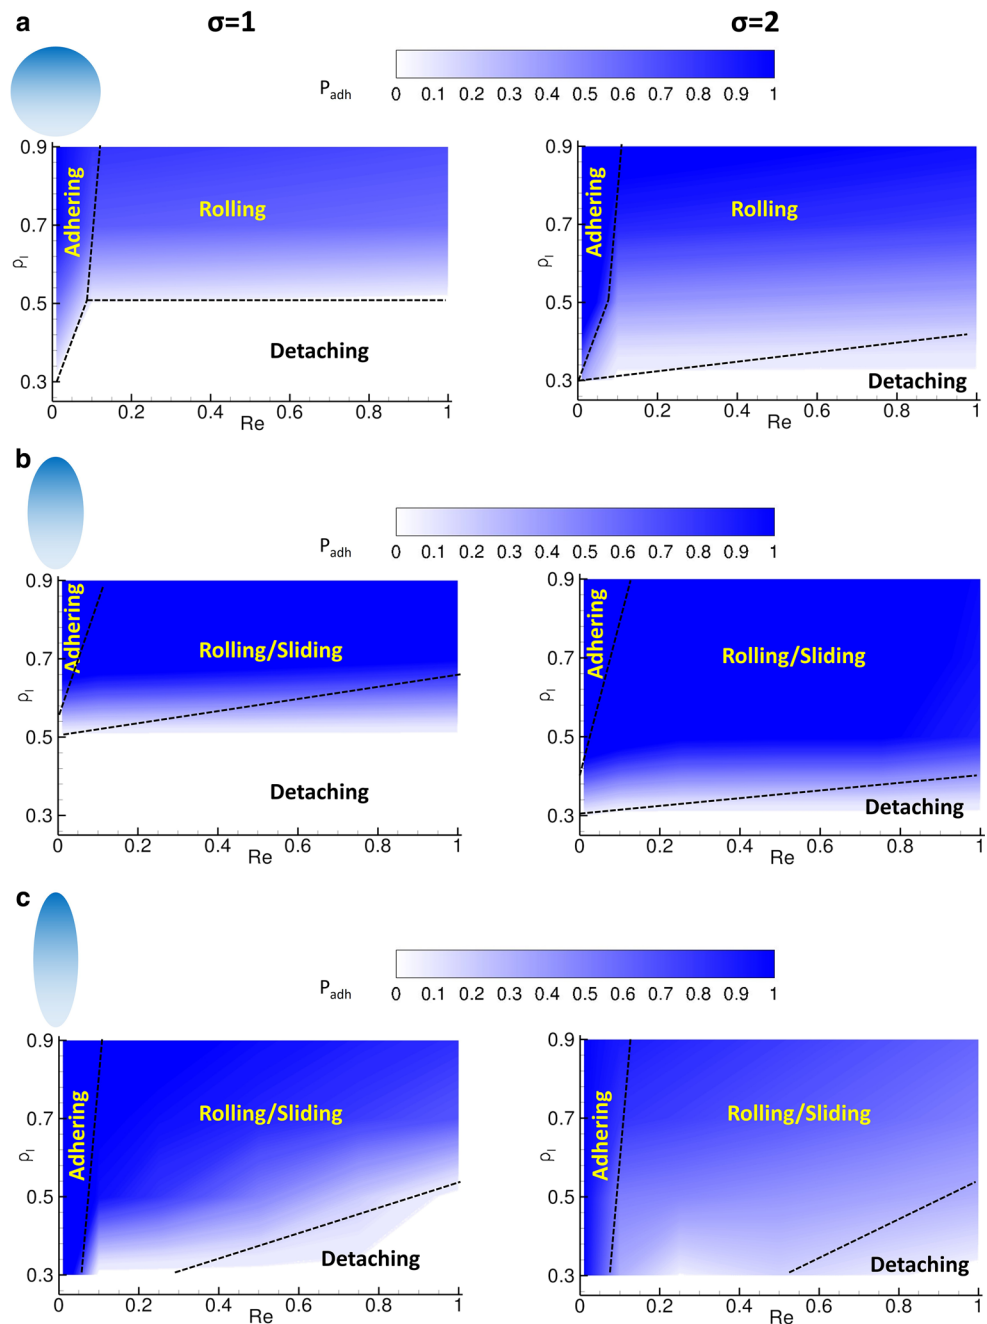 a
σ=1
σ=2
P_adh
0 0.1 0.2 0.3 0.4 0.5 0.6 0.7 0.8 0.9 1
0.9
0.7
0.5
0.3
ρ_l
Adhering
Rolling
Detaching
0 0.2 0.4 0.6 0.8 1
Re
0.9
0.7
0.5
0.3
ρ_l
Adhering
Rolling
Detaching
0.2 0.4 0.6 0.8 1
Re
b
P_adh
0 0.1 0.2 0.3 0.4 0.5 0.6 0.7 0.8 0.9 1
0.9
0.7
0.5
0.3
ρ_l
Adhering
Rolling/Sliding
Detaching
0 0.2 0.4 0.6 0.8 1
Re
0.9
0.7
0.5
0.3
ρ_l
Adhering
Rolling/Sliding
Detaching
0 0.2 0.4 0.6 0.8 1
Re
c
P_adh
0 0.1 0.2 0.3 0.4 0.5 0.6 0.7 0.8 0.9 1
0.9
0.7
0.5
0.3
ρ_l
Adhering
Rolling/Sliding
Detaching
0 0.2 0.4 0.6 0.8 1
Re
0.9
0.7
0.5
0.3
ρ_l
Adhering
Rolling/Sliding
Detaching
0 0.2 0.4 0.6 0.8 1
Re